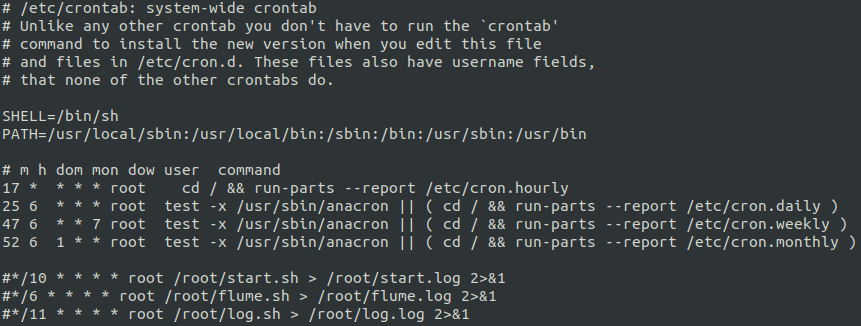 # /etc/crontab: system-wide crontab
# Unlike any other crontab you don't have to run the `crontab'
# command to install the new version when you edit this file
# and files in /etc/cron.d. These files also have username fields,
# that none of the other crontabs do.

SHELL=/bin/sh
PATH=/usr/local/sbin:/usr/local/bin:/sbin:/bin:/usr/sbin:/usr/bin

# m h dom mon dow user  command
17 *  * * * root    cd / && run-parts --report /etc/cron.hourly
25 6  * * * root  test -x /usr/sbin/anacron || ( cd / && run-parts --report /etc/cron.daily )
47 6  * * 7 root  test -x /usr/sbin/anacron || ( cd / && run-parts --report /etc/cron.weekly )
52 6  1 * * root  test -x /usr/sbin/anacron || ( cd / && run-parts --report /etc/cron.monthly )

#*/10 * * * * root /root/start.sh > /root/start.log 2>&1
#*/6 * * * * root /root/flume.sh > /root/flume.log 2>&1
#*/11 * * * * root /root/log.sh > /root/log.log 2>&1